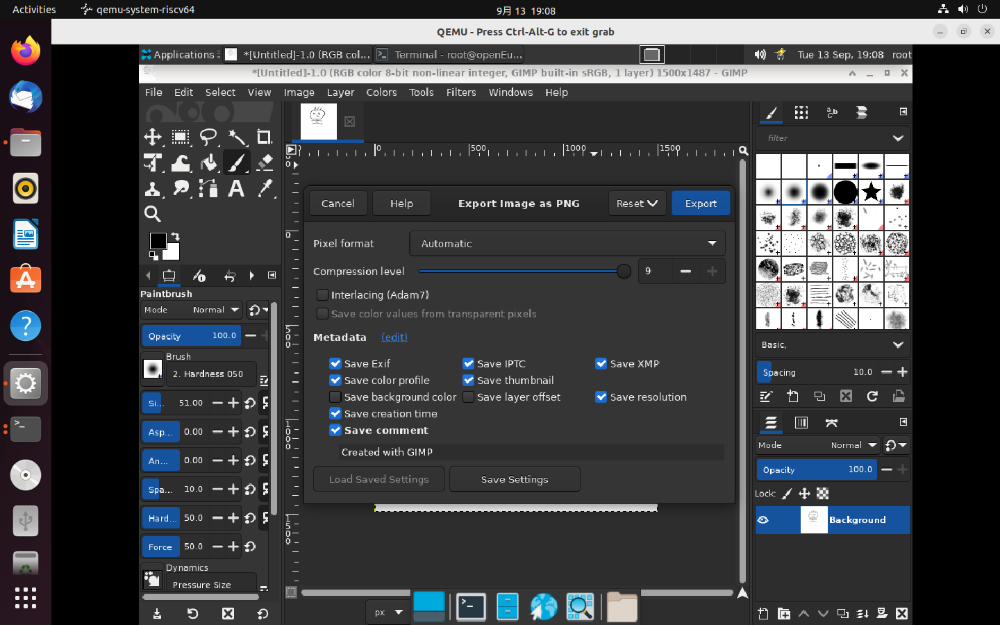 Activities qemu-system-riscv64 9月 13 19:08
QEMU - Press Ctrl-Alt-G to exit grab
Applications *[Untitled]-1.0 (RGB col... Terminal - root@openEu... Tue 13 Sep, 19:08 root
*[Untitled]-1.0 (RGB color 8-bit non-linear integer, GIMP built-in sRGB, 1 layer) 1500x1487 – GIMP
File Edit Select View Image Layer Colors Tools Filters Windows Help
filter
0 500 1000 1500
Cancel Help Export Image as PNG Reset Export
Pixel format Automatic
Compression level 9
Interlacing (Adam7)
Save color values from transparent pixels
Metadata (edit)
Save Exif Save IPTC Save XMP
Save color profile Save thumbnail
Save background color Save layer offset Save resolution
Save creation time
Save comment
Created with GIMP
Load Saved Settings Save Settings
0
500
1000
1500
px
Paintbrush
Mode Normal
Opacity 100.0
Brush
2. Hardness 050
Si... 51.00
Asp... 0.00
An... 0.00
Spa... 10.0
Hard... 50.0
Force 50.0
Dynamics
Pressure Size
Basic,
Spacing 10.0
Mode Normal
Opacity 100.0
Lock:
Background